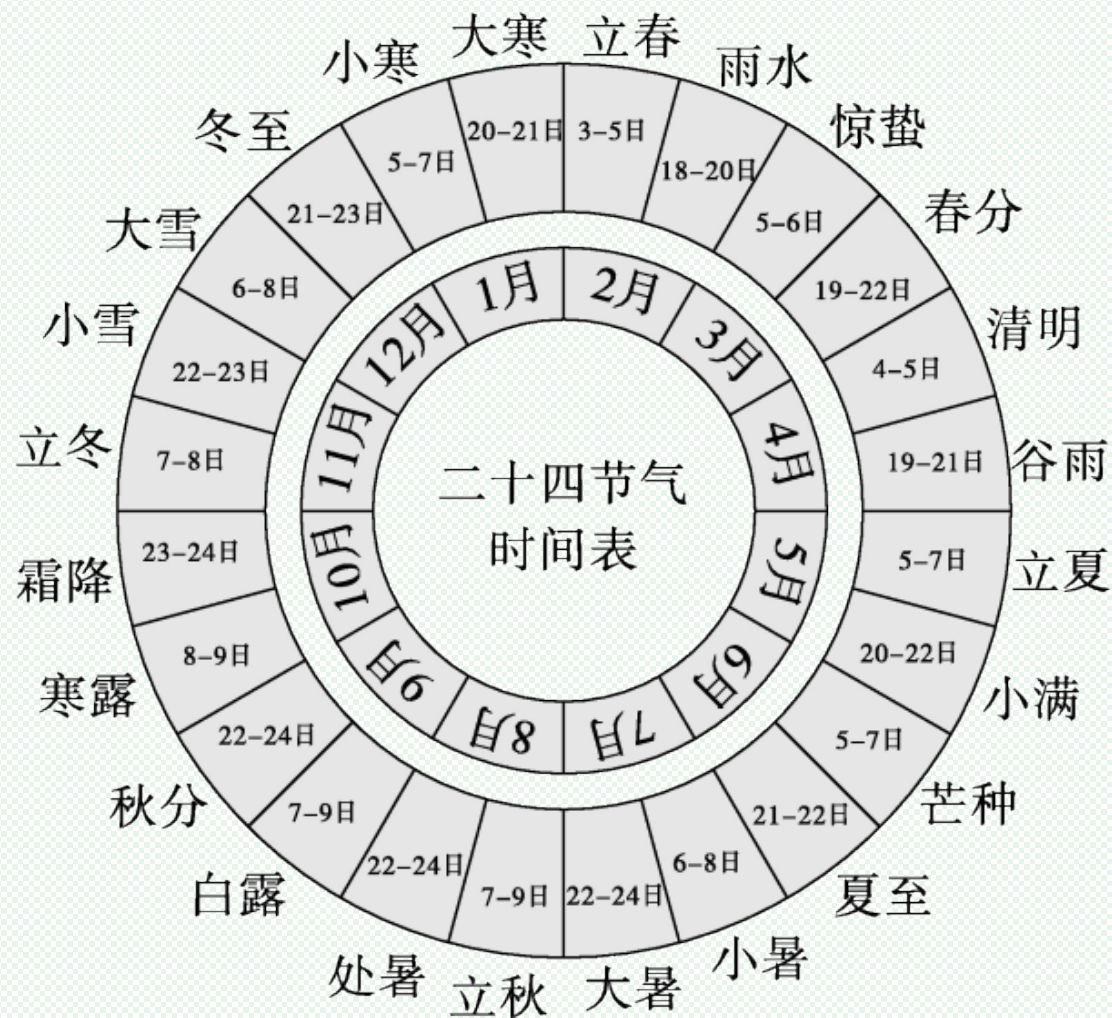 二十四节气
时间表
1月
2月
3月
4月
5月
6月
7月
8月
9月
10月
11月
12月
立春
3–5日
雨水
18–20日
惊蛰
5–6日
春分
19–22日
清明
4–5日
谷雨
19–21日
立夏
5–7日
小满
20–22日
芒种
5–7日
夏至
21–22日
小暑
6–8日
大暑
22–24日
立秋
7–9日
处暑
22–24日
白露
7–9日
秋分
22–24日
寒露
8–9日
霜降
23–24日
立冬
7–8日
小雪
22–23日
大雪
6–8日
冬至
21–23日
小寒
5–7日
大寒
20–21日